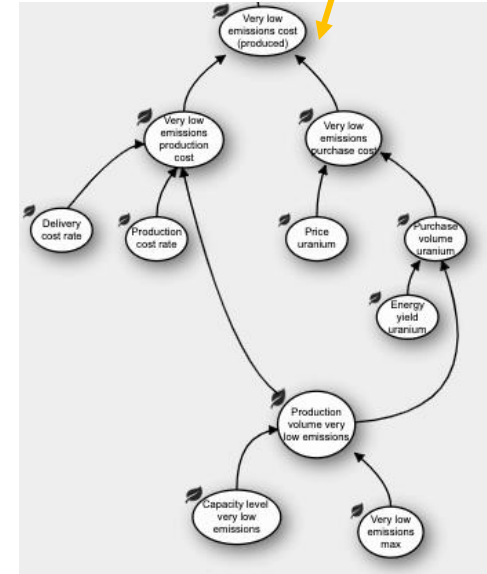 Very low
emissions cost
(produced)
Very low
emissions
production
cost
Very low
emissions
purchase cost
Delivery
cost rate
Production
cost rate
Price
uranium
Purchase
volume
uranium
Energy
yield
uranium
Production
volume very
low emissions
Capacity level
very low
emissions
Very low
emissions
max